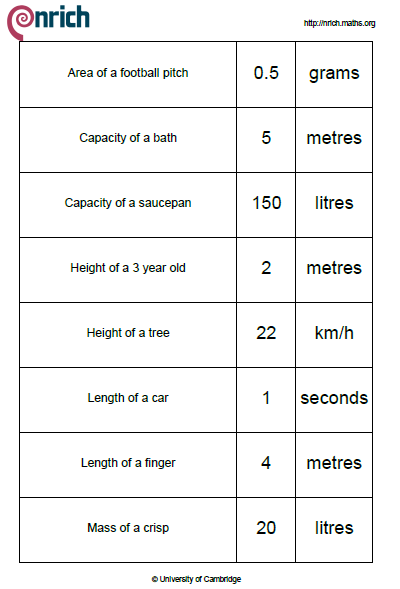 enrich
http://nrich.maths.org
Area of a football pitch 0.5 grams
Capacity of a bath 5 metres
Capacity of a saucepan 150 litres
Height of a 3 year old 2 metres
Height of a tree 22 km/h
Length of a car 1 seconds
Length of a finger 4 metres
Mass of a crisp 20 litres
© University of Cambridge